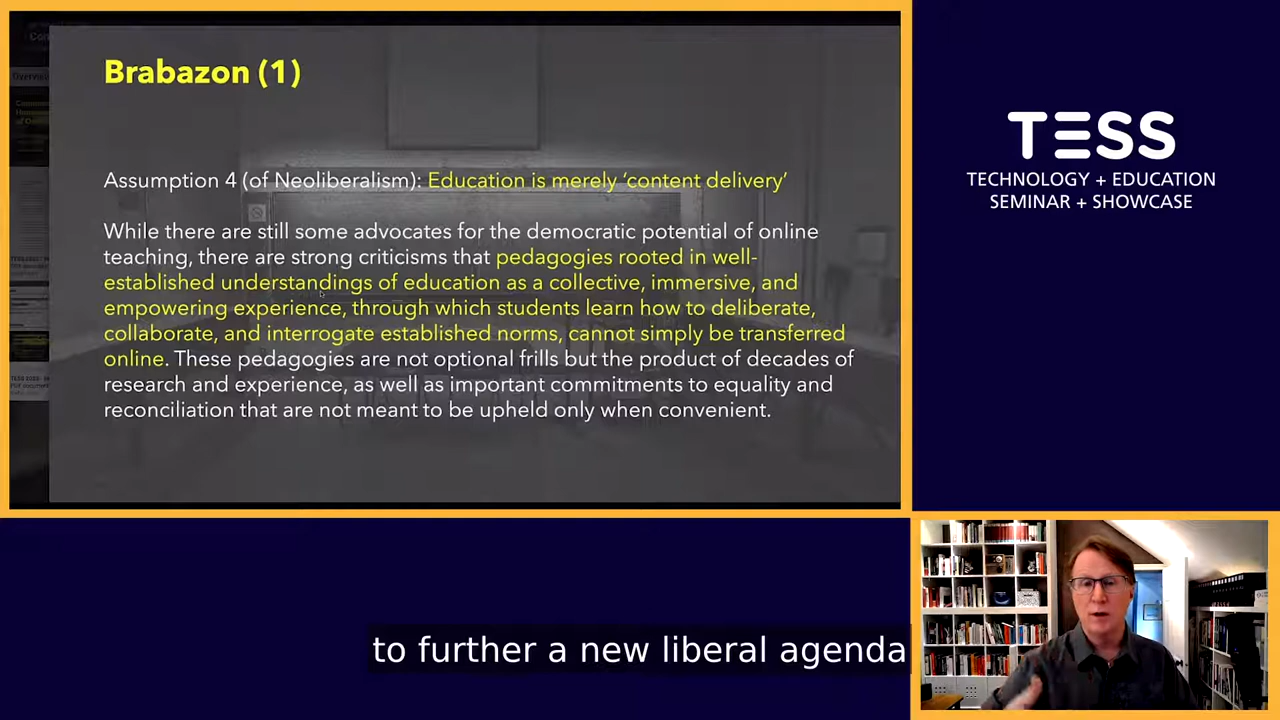 Brabazon (1)
Assumption 4 (of Neoliberalism): Education is merely ‘content delivery’
While there are still some advocates for the democratic potential of online
teaching, there are strong criticisms that pedagogies rooted in well-
established understandings of education as a collective, immersive, and
empowering experience, through which students learn how to deliberate,
collaborate, and interrogate established norms, cannot simply be transferred
online. These pedagogies are not optional frills but the product of decades of
research and experience, as well as important commitments to equality and
reconciliation that are not meant to be upheld only when convenient.
TESS
TECHNOLOGY + EDUCATION
SEMINAR + SHOWCASE
to further a new liberal agenda